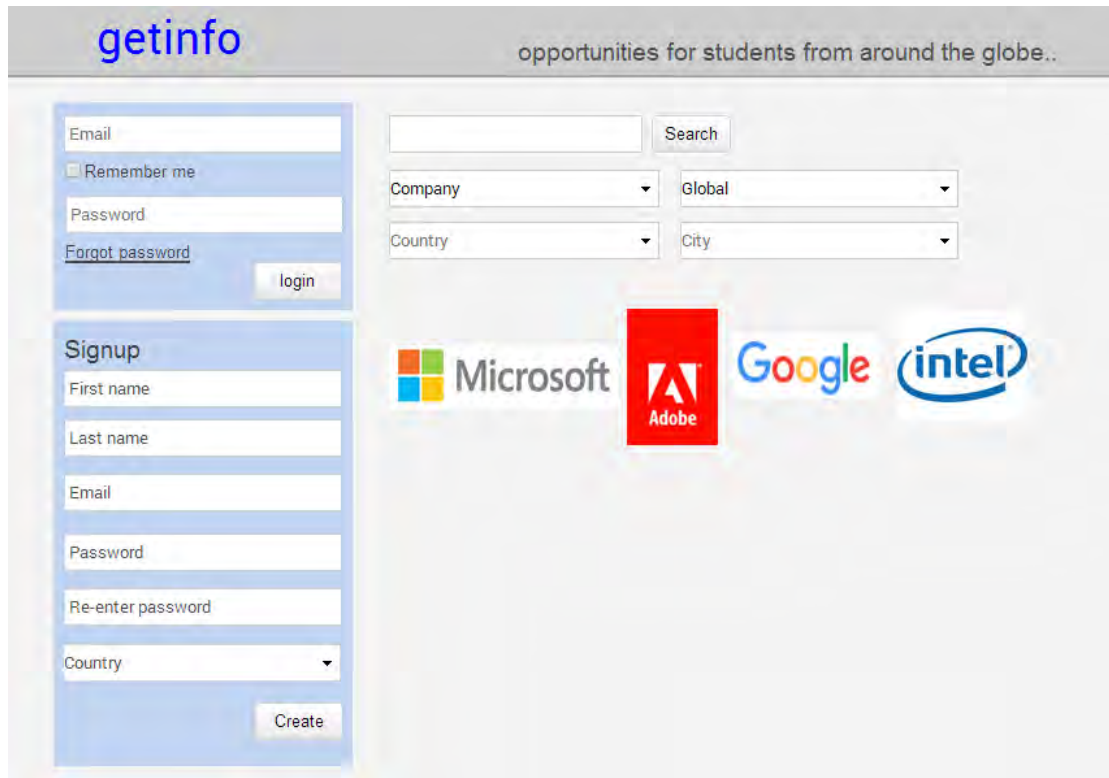 getinfo
opportunities for students from around the globe..
Email
Remember me
Password
Forgot password
login
Signup
First name
Last name
Email
Password
Re-enter password
Country
Create
Search
Company
Global
Country
City
Microsoft
Adobe
Google
intel